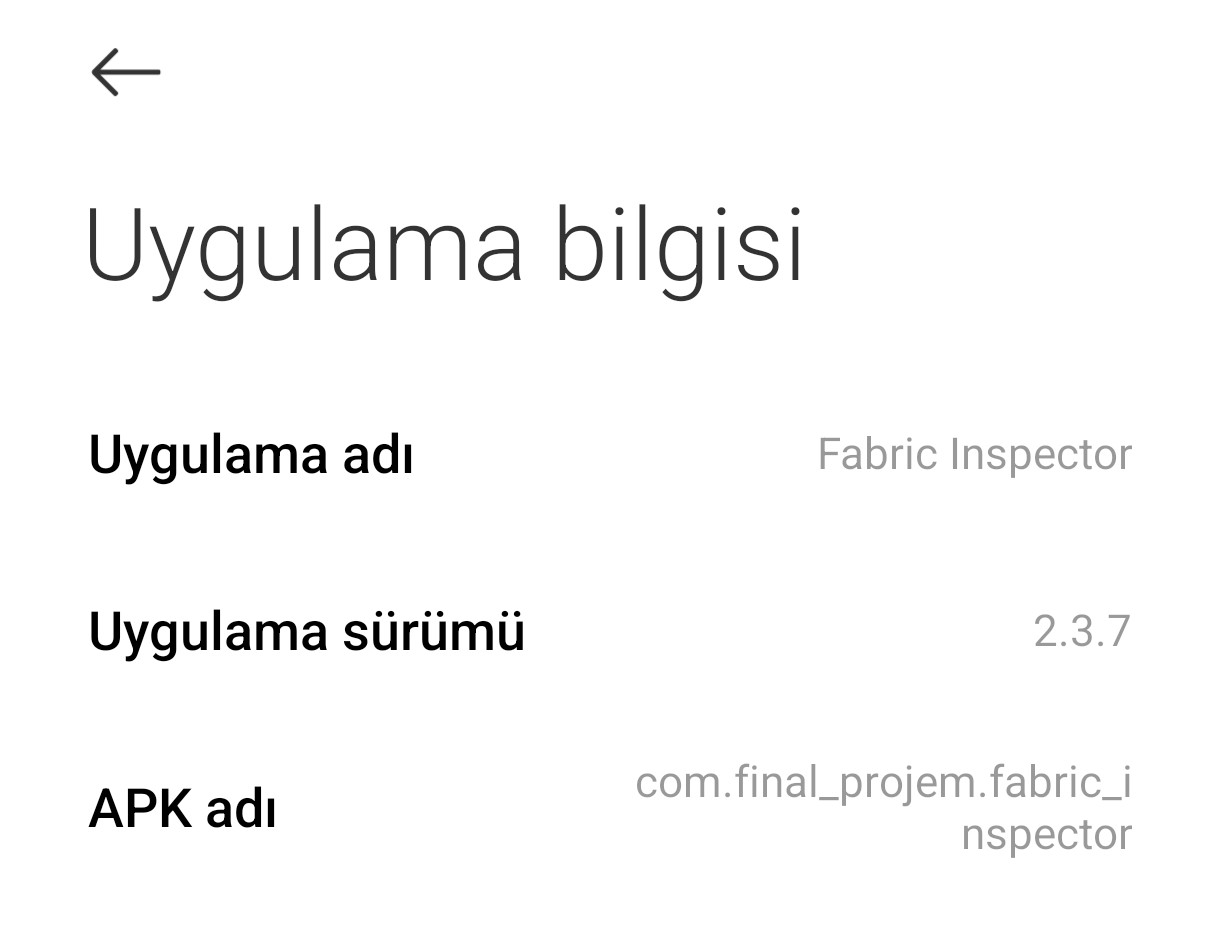 Uygulama bilgisi
Uygulama adı
Fabric Inspector
Uygulama sürümü
2.3.7
APK adı
com.final_projem.fabric_i
nspector